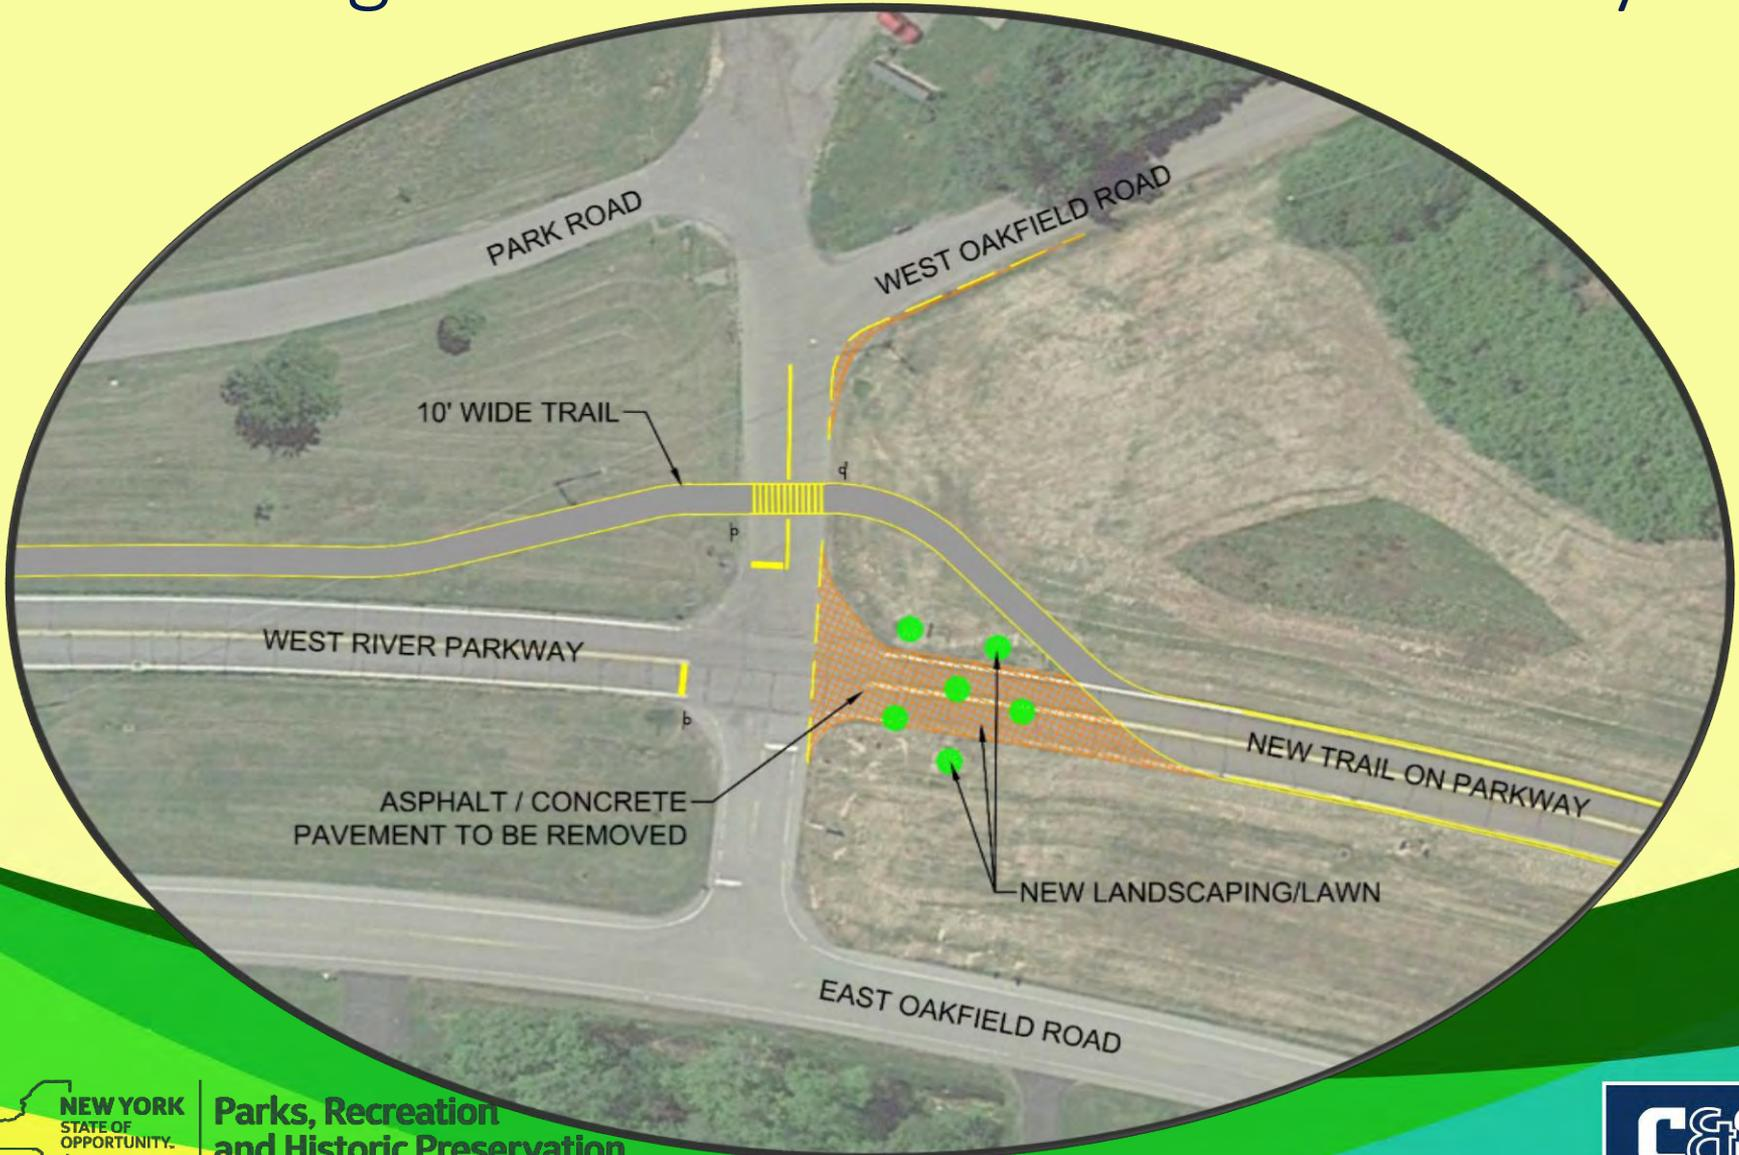 PARK ROAD
WEST OAKFIELD ROAD
10' WIDE TRAIL
WEST RIVER PARKWAY
NEW TRAIL ON PARKWAY
ASPHALT / CONCRETE
PAVEMENT TO BE REMOVED
NEW LANDSCAPING/LAWN
EAST OAKFIELD ROAD
NEW YORK
STATE OF
OPPORTUNITY™
Parks, Recreation
and Historic Preservation